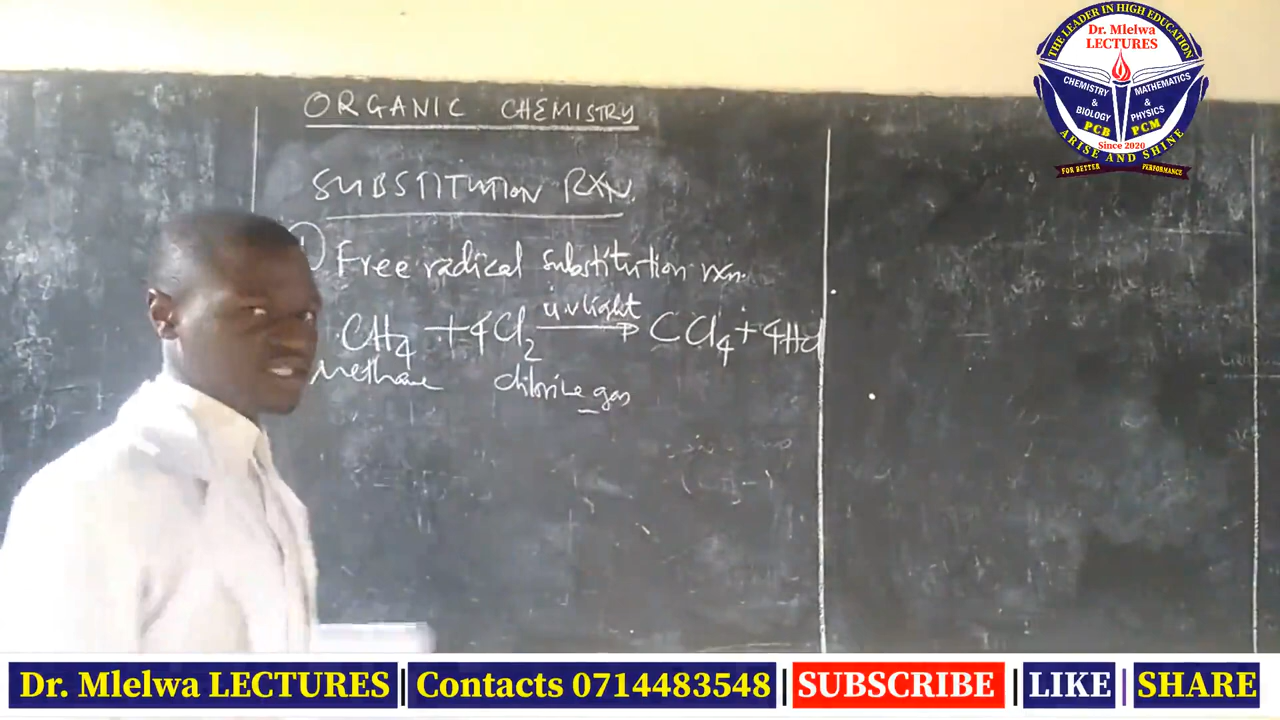 ORGANIC CHEMISTRY
SUBSTITUTION RXN.
① Free radical substitution rxn.
CH4 + 4Cl2 u.v light → CCl4 + 4HCl
Methane chlorine gas
THE LEADER IN HIGH EDUCATION
Dr. Mlelwa
LECTURES
CHEMISTRY & BIOLOGY
PCB
MATHEMATICS & PHYSICS
PCM
Since 2020
ARISE AND SHINE
FOR BETTER PERFORMANCE
Dr. Mlelwa LECTURES | Contacts 0714483548 | SUBSCRIBE | LIKE | SHARE